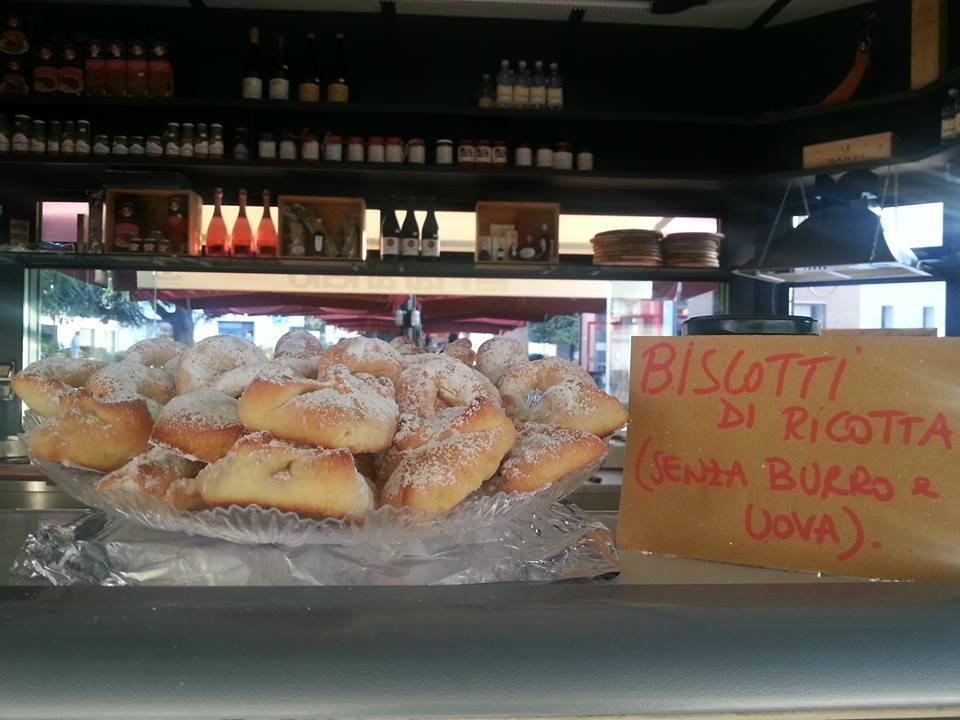 BISCOTTI
DI RICOTTA
(SENZA BURRO e
UOVA).